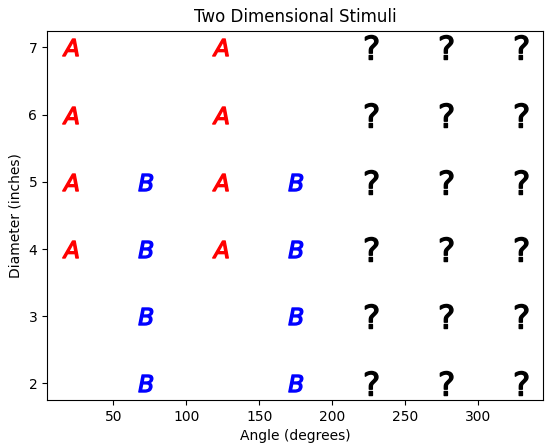 Two Dimensional Stimuli
7 A A ? ? ?
6 A A ? ? ?
5 A B A B ? ? ?
4 A B A B ? ? ?
3 B B ? ? ?
2 B B ? ? ?
Diameter (inches)
50 100 150 200 250 300
Angle (degrees)